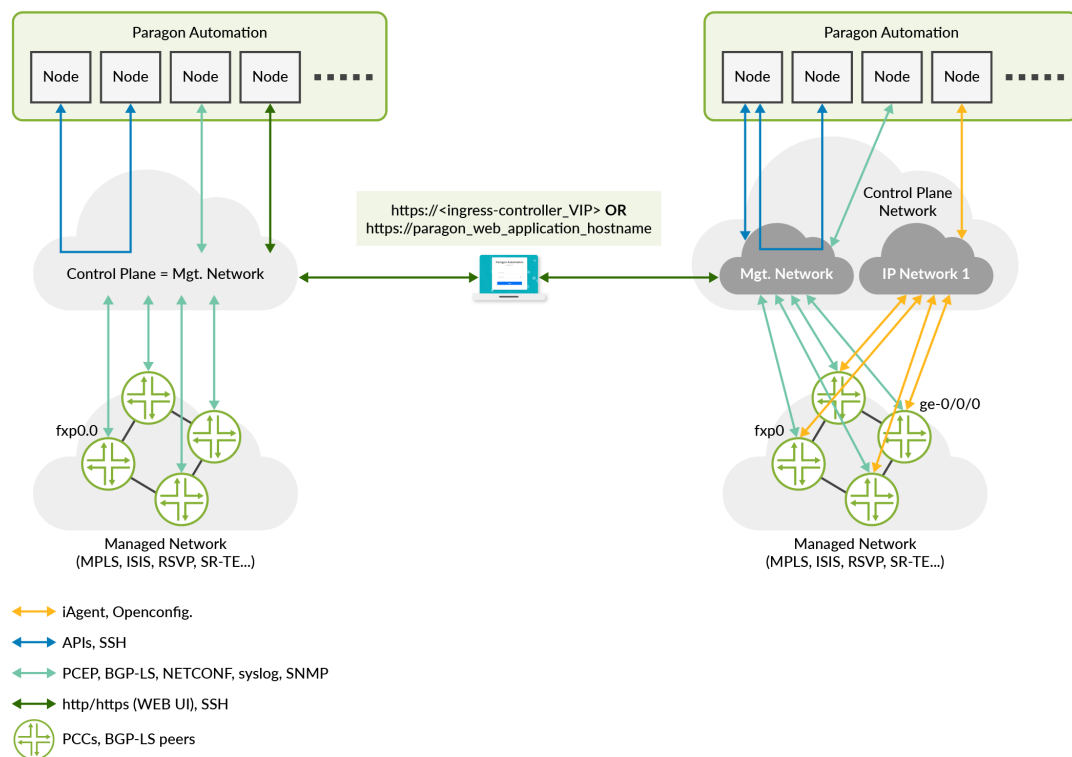 Paragon Automation
Node
Node
Node
Node
Paragon Automation
Node
Node
Node
Node
https://<ingress-controller_VIP> OR
https://paragon_web_application_hostname
Control Plane = Mgt. Network
Control Plane
Network
Mgt. Network
IP Network 1
Paragon Automation
fxp0.0
fxp0
ge-0/0/0
Managed Network
(MPLS, ISIS, RSVP, SR-TE...)
Managed Network
(MPLS, ISIS, RSVP, SR-TE...)
iAgent, Openconfig.
APIs, SSH
PCEP, BGP-LS, NETCONF, syslog, SNMP
http/https (WEB UI), SSH
PCCs, BGP-LS peers